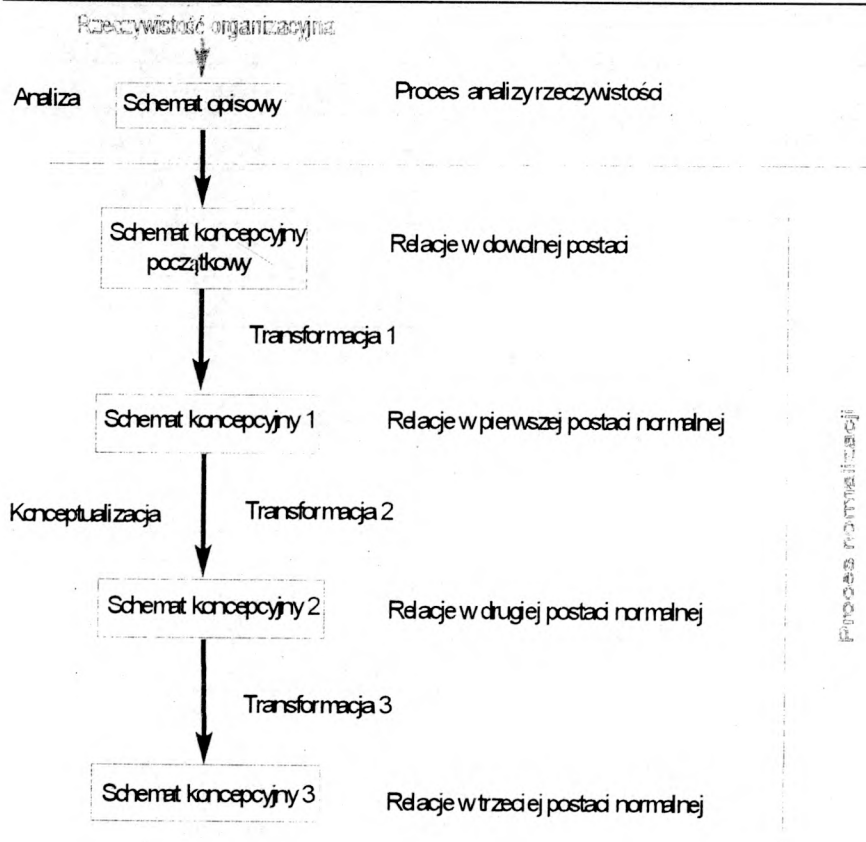 Rzeczywistość organizacyjna
Analiza
Schemat opisowy
Proces analizy rzeczywistości
Schemat koncepcyjny
początkowy
Relacje w dowolnej postaci
Transformacja 1
Schemat koncepcyjny 1
Relacje w pierwszej postaci normalnej
Konceptualizacja
Transformacja 2
Schemat koncepcyjny 2
Relacje w drugiej postaci normalnej
Transformacja 3
Schemat koncepcyjny 3
Relacje w trzeciej postaci normalnej
Proces normalizacji